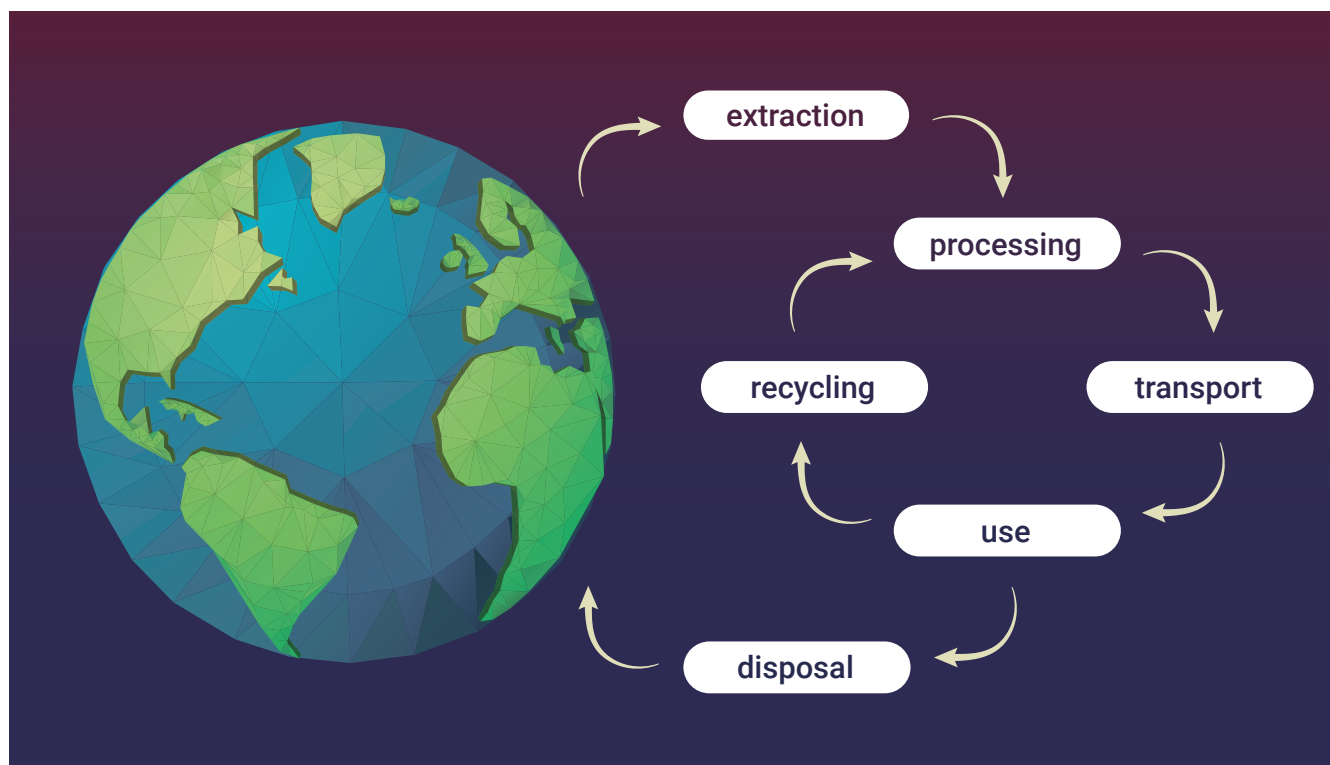 extraction
processing
recycling
transport
use
disposal